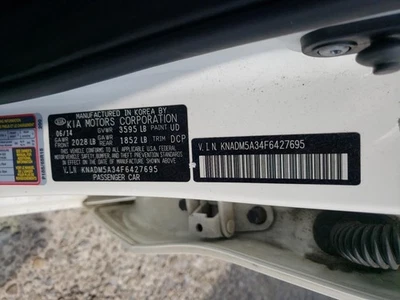 MANUFACTURED IN KOREA BY
KIA MOTORS CORPORATION
06/14 GVWR 3595 LB PAINT UD
GAWR FRONT 2028 LB GAWR REAR 1852 LB TRIM DCP
THIS VEHICLE CONFORMS TO ALL APPLICABLE FEDERAL MOTOR
VEHICLE SAFETY, BUMPER, AND THEFT PREVENTION STANDARDS
IN EFFECT ON THE DATE OF MANUFACTURE SHOWN ABOVE.
V.I.N: KNADM5A34F6427695
PASSENGER CAR
V.I.N. KNADM5A34F6427695